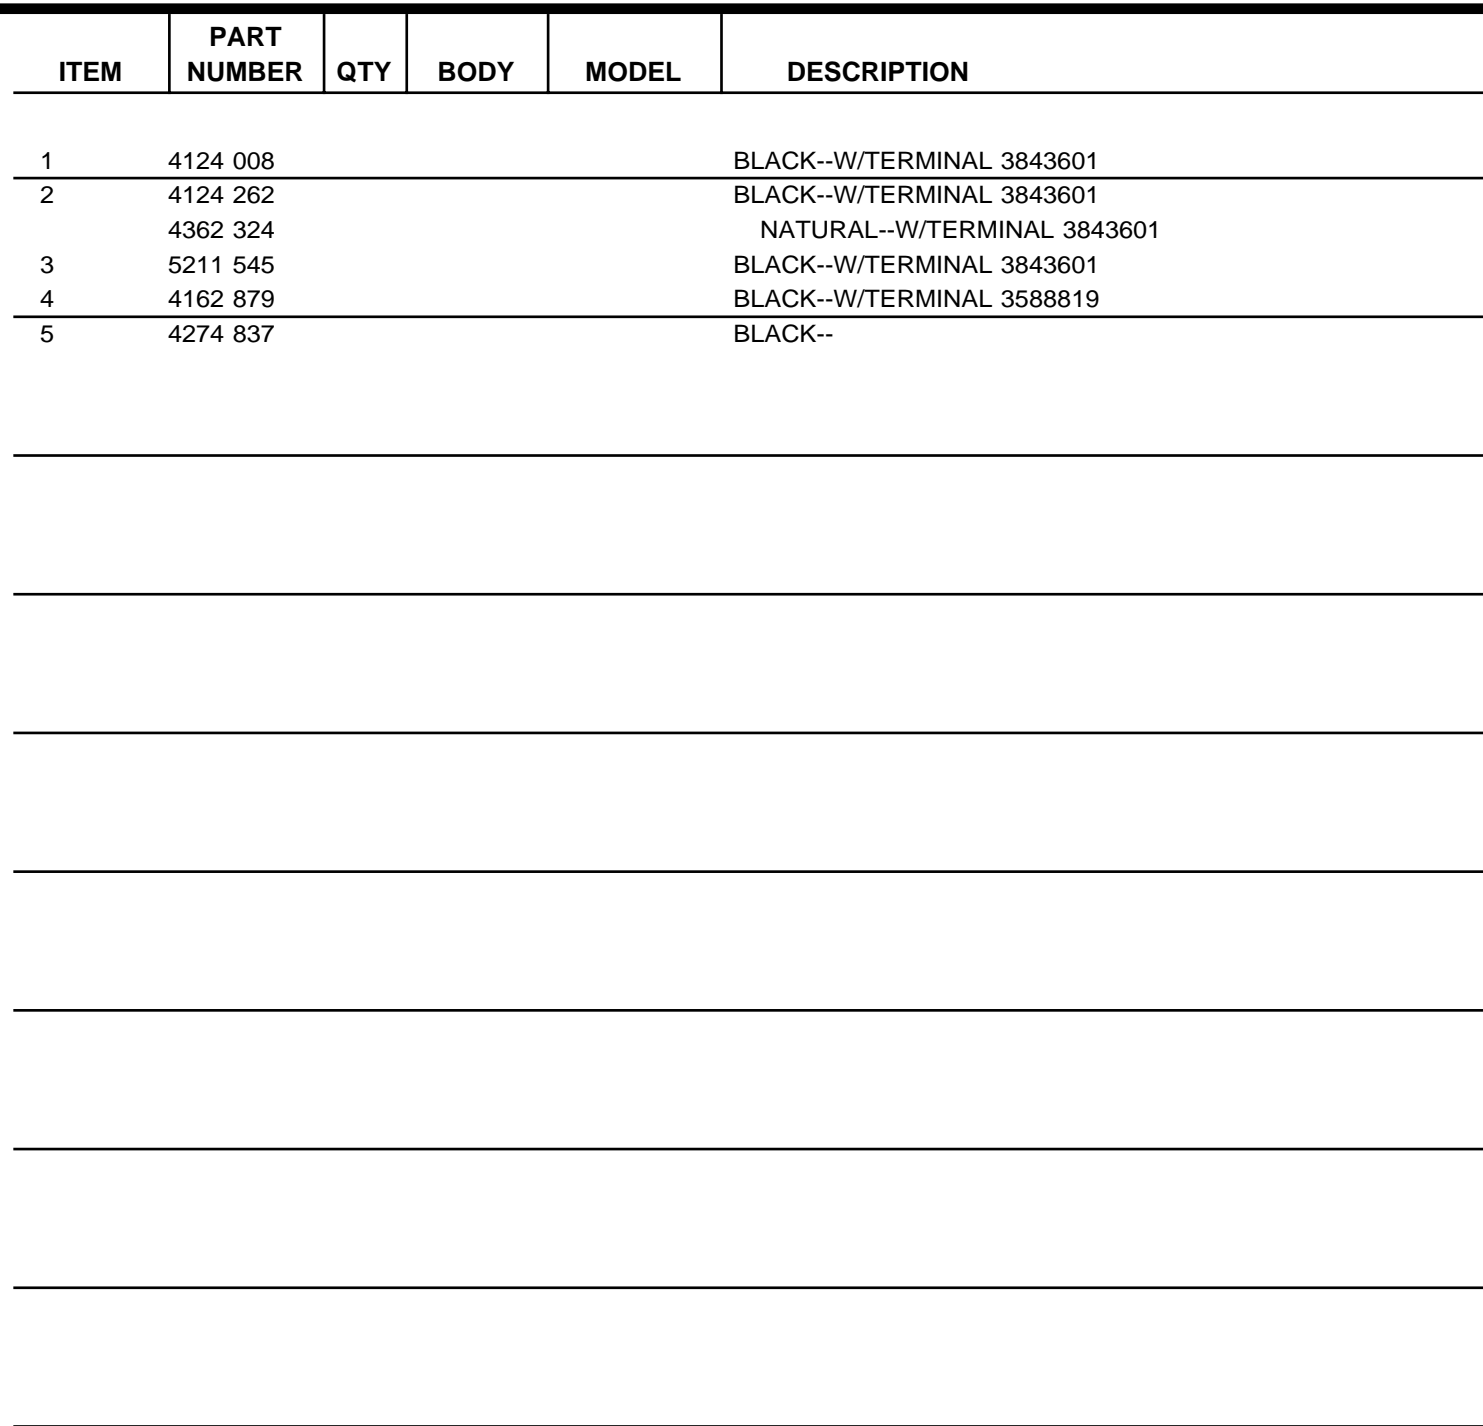 PART
ITEM NUMBER QTY BODY MODEL DESCRIPTION
1 4124 008 BLACK--W/TERMINAL 3843601
2 4124 262 BLACK--W/TERMINAL 3843601
4362 324 NATURAL--W/TERMINAL 3843601
3 5211 545 BLACK--W/TERMINAL 3843601
4 4162 879 BLACK--W/TERMINAL 3588819
5 4274 837 BLACK--